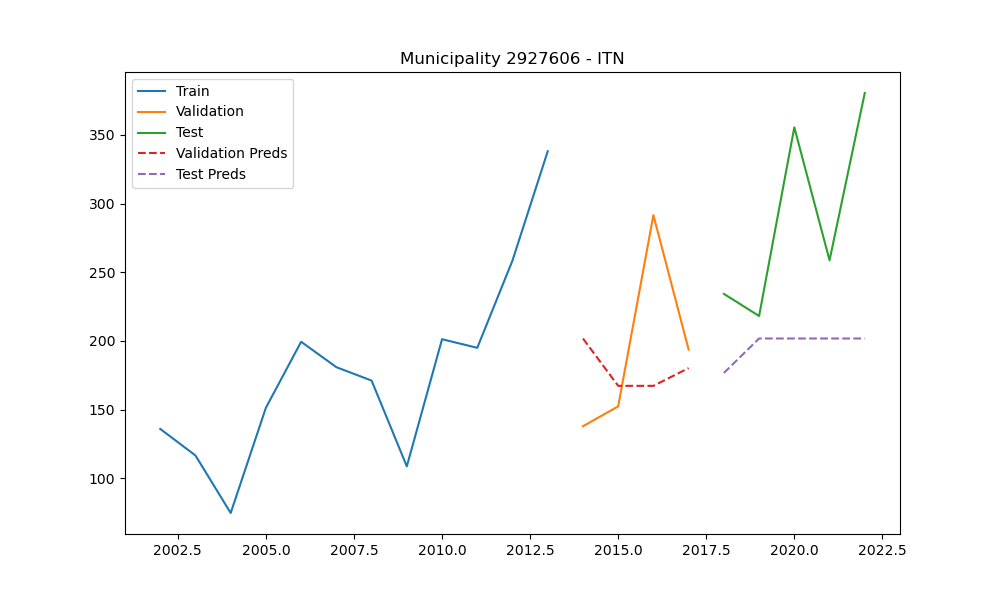 Municipality 2927606 - ITN
Train
Validation
Test
Validation Preds
Test Preds
350
300
250
200
150
100
2002.5 2005.0 2007.5 2010.0 2012.5 2015.0 2017.5 2020.0 2022.5